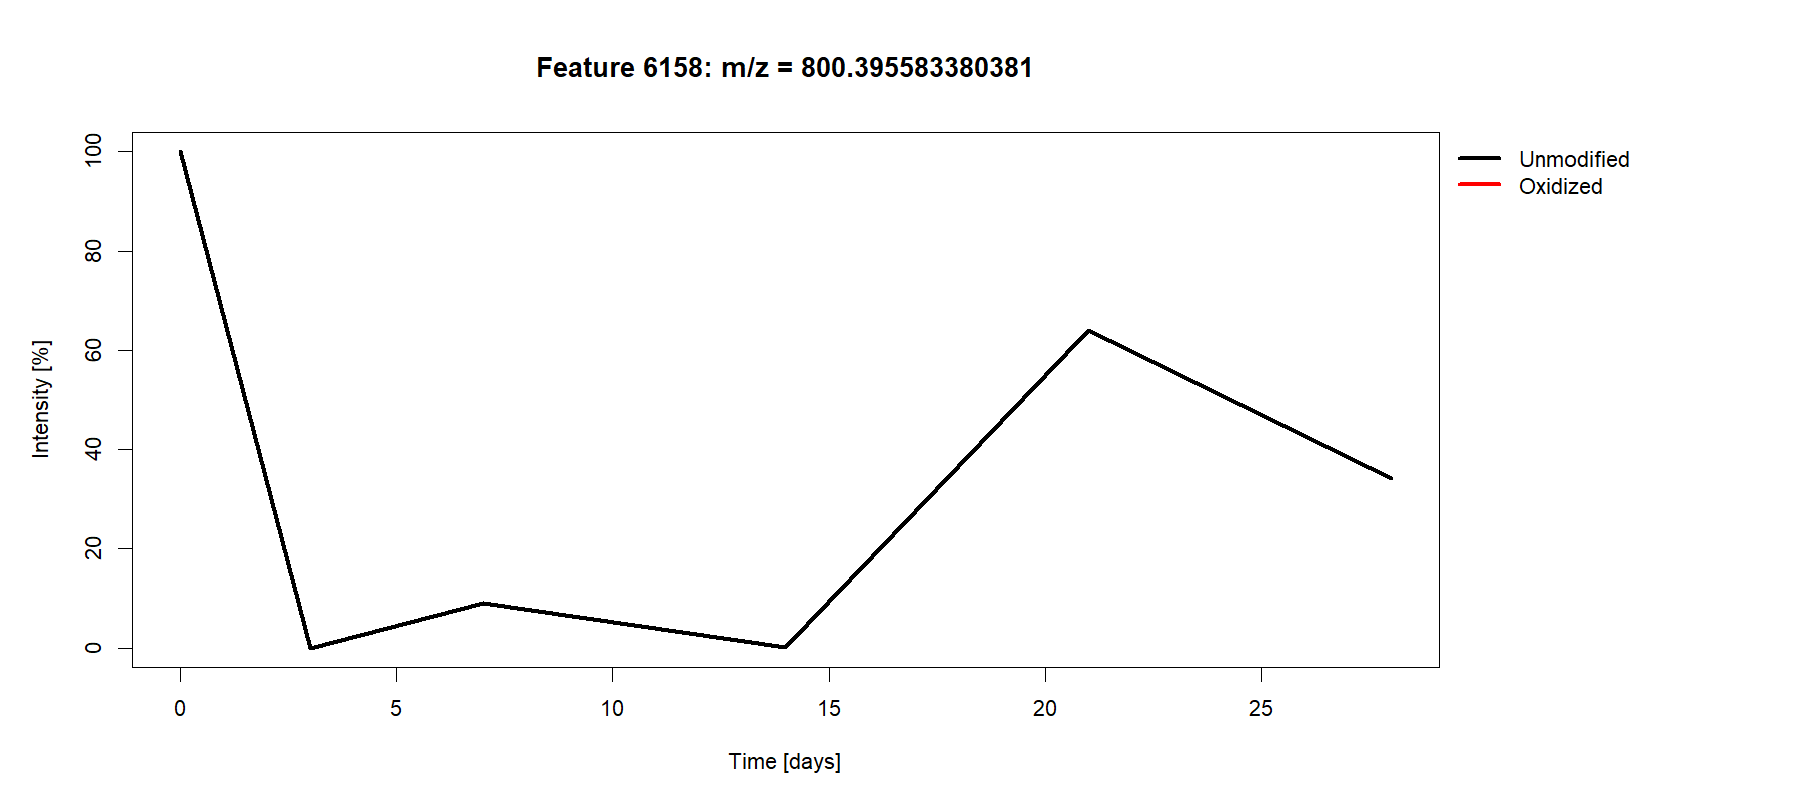 Feature 6158: m/z = 800.395583380381
Unmodified
Oxidized
Intensity [%]
100
80
60
40
20
0
0 5 10 15 20 25
Time [days]